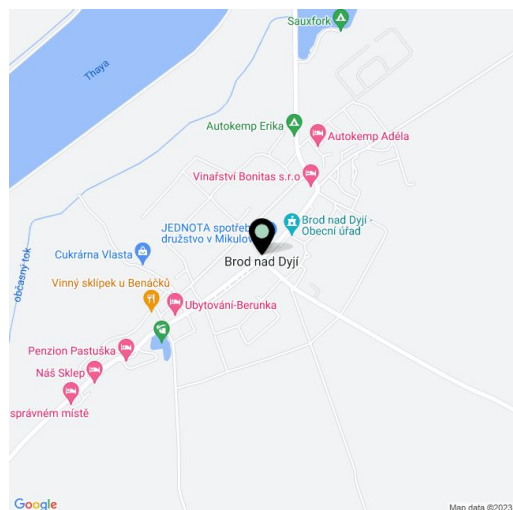 Sauxfork
Thaya
Autokemp Erika
Autokemp Adéla
Vinařství Bonitas s.r.o
Brod nad Dyjí -
Obecní úřad
JEDNOTA spotřeb
družstvo v Mikulov
Cukrárna Vlasta
Brod nad Dyjí
občasný tok
Vinný sklípek u Benáčků
Ubytování-Berunka
Penzion Pastuška
Náš Sklep
správném místě
Google
Map data ©2023